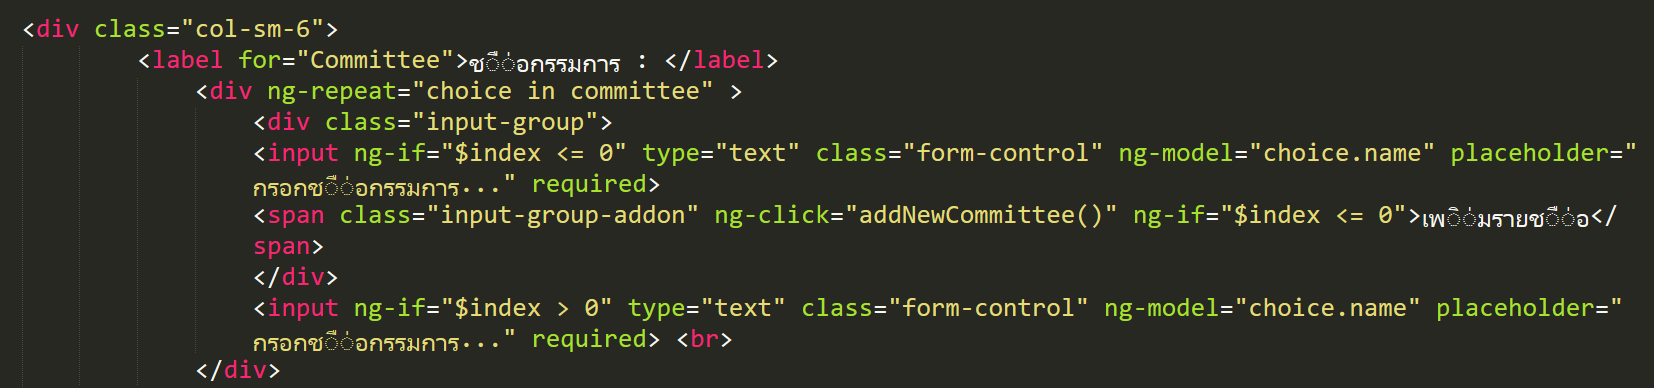 <div class="col-sm-6">
<label for="Committee">ชื่อกรรมการ : </label>
<div ng-repeat="choice in committee" >
<div class="input-group">
<input ng-if="$index <= 0" type="text" class="form-control" ng-model="choice.name" placeholder="
กรอกชื่อกรรมการ..." required>
<span class="input-group-addon" ng-click="addNewCommittee()" ng-if="$index <= 0">เพิ่มรายชื่อ</
span>
</div>
<input ng-if="$index > 0" type="text" class="form-control" ng-model="choice.name" placeholder="
กรอกชื่อกรรมการ..." required> <br>
</div>